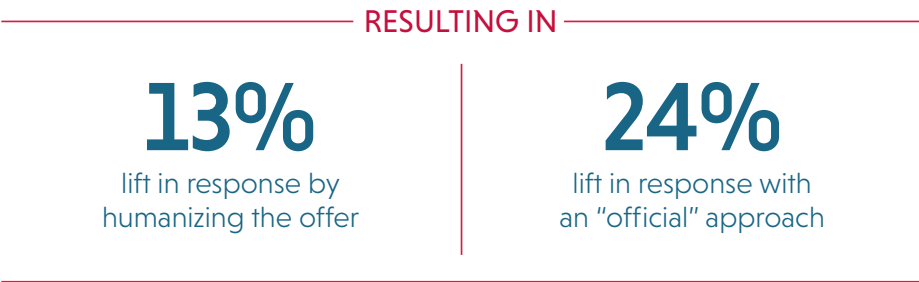 RESULTING IN
13%
lift in response by
humanizing the offer
24%
lift in response with
an “official” approach